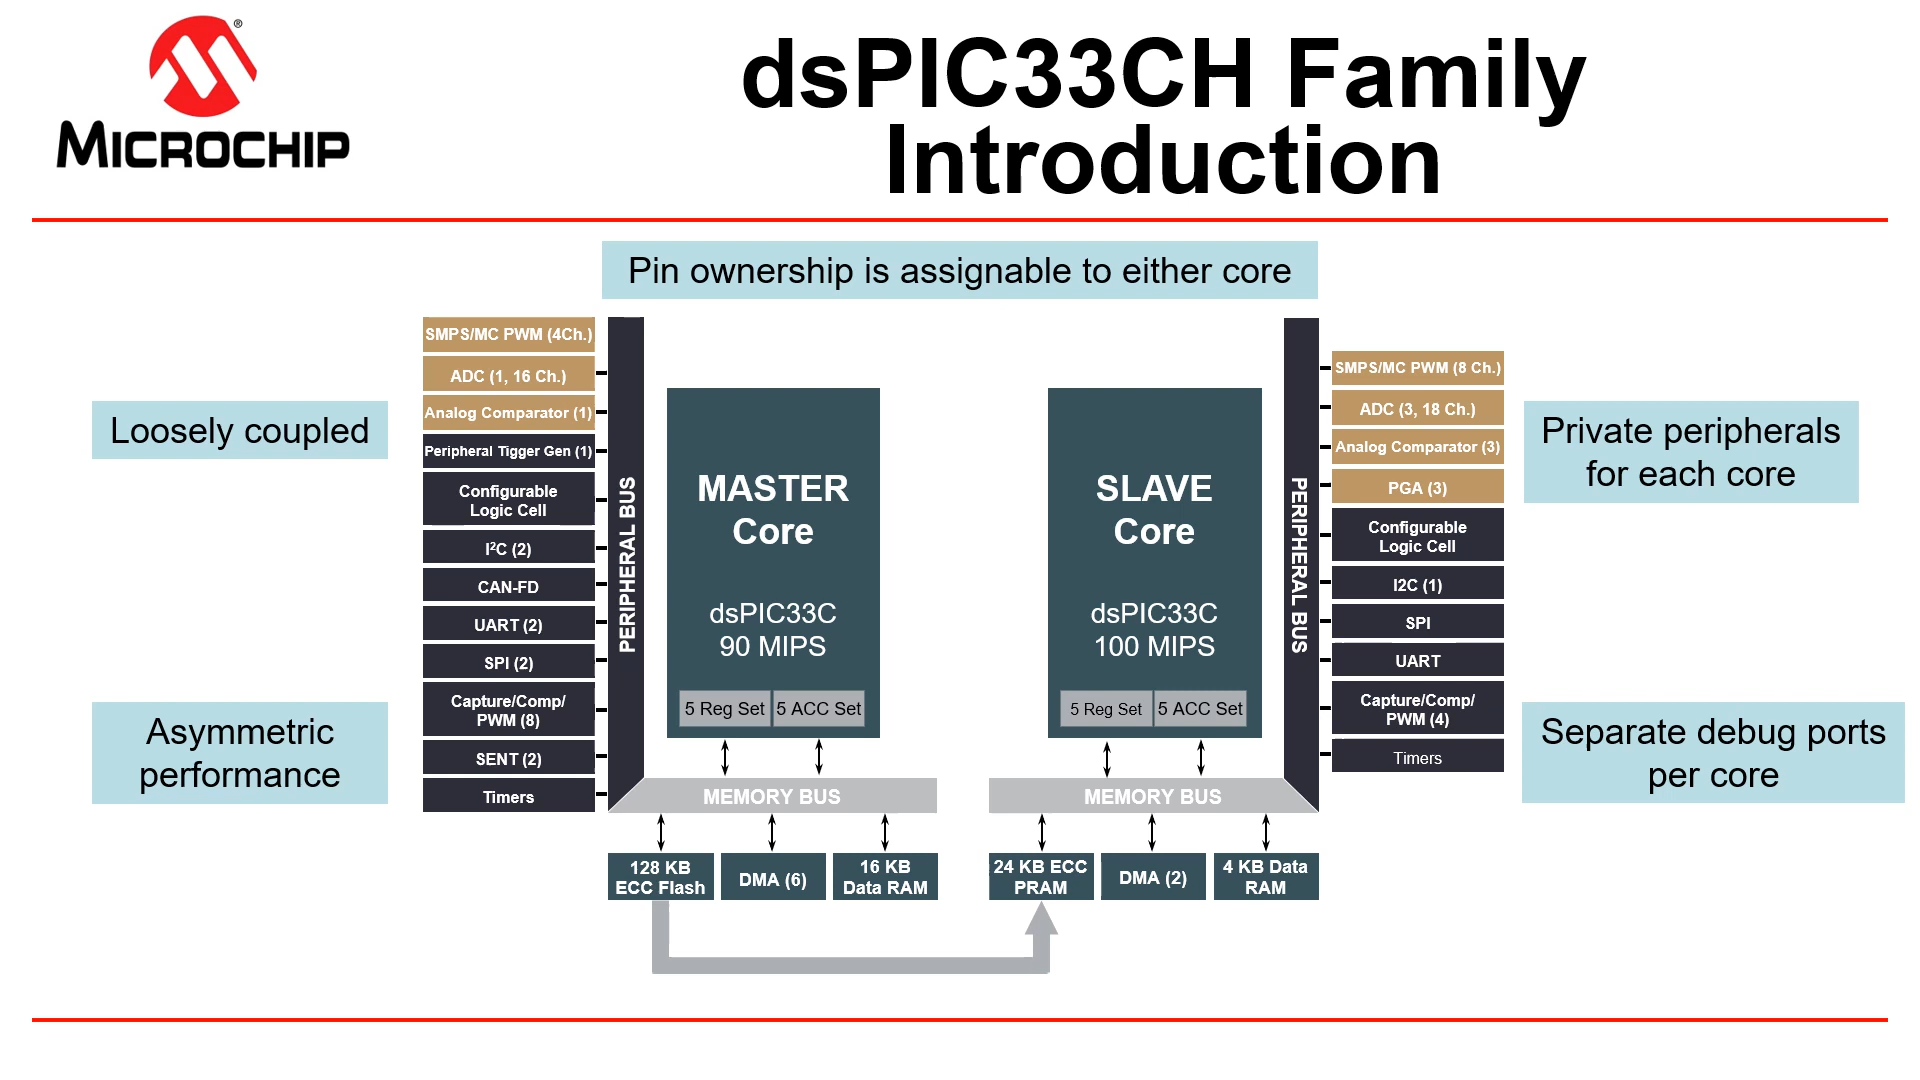 MICROCHIP
®
dsPIC33CH Family
Introduction
Pin ownership is assignable to either core
Loosely coupled
Asymmetric
performance
SMPS/MC PWM (4Ch.)
ADC (1, 16 Ch.)
Analog Comparator (1)
Peripheral Tigger Gen (1)
Configurable
Logic Cell
I²C (2)
CAN-FD
UART (2)
SPI (2)
Capture/Comp/
PWM (8)
SENT (2)
Timers
PERIPHERAL BUS
MASTER
Core
dsPIC33C
90 MIPS
5 Reg Set
5 ACC Set
MEMORY BUS
128 KB
ECC Flash
DMA (6)
16 KB
Data RAM
SLAVE
Core
dsPIC33C
100 MIPS
5 Reg Set
5 ACC Set
MEMORY BUS
24 KB ECC
PRAM
DMA (2)
4 KB Data
RAM
PERIPHERAL BUS
SMPS/MC PWM (8 Ch.)
ADC (3, 18 Ch.)
Analog Comparator (3)
PGA (3)
Configurable
Logic Cell
I2C (1)
SPI
UART
Capture/Comp/
PWM (4)
Timers
Private peripherals
for each core
Separate debug ports
per core